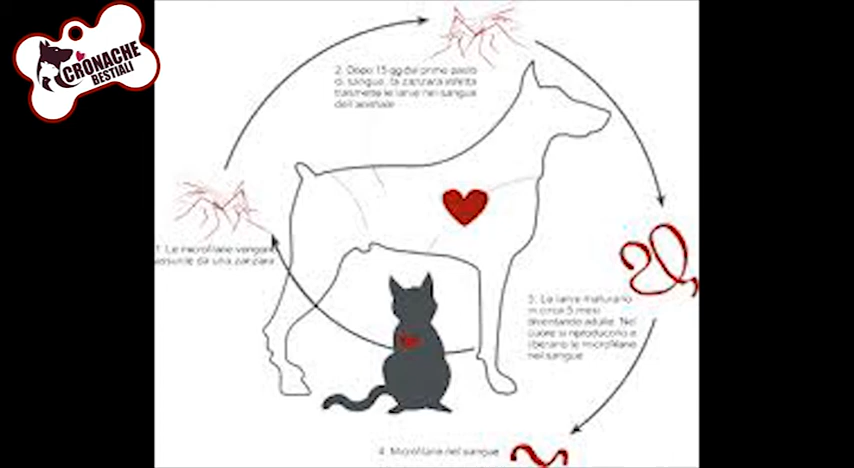 CRONACHE
BESTIALI
2. Dopo 15 gg dal primo pasto
di sangue, la zanzara infetta
trasmette le larve nel sangue
dell'animale
1. Le microfilarie vengono
assunte da una zanzara
3. Le larve maturano
in circa 5 mesi
diventando adulte. Nel
cuore si riproducono e
liberano le microfilarie
nel sangue
4. Microfilarie nel sangue